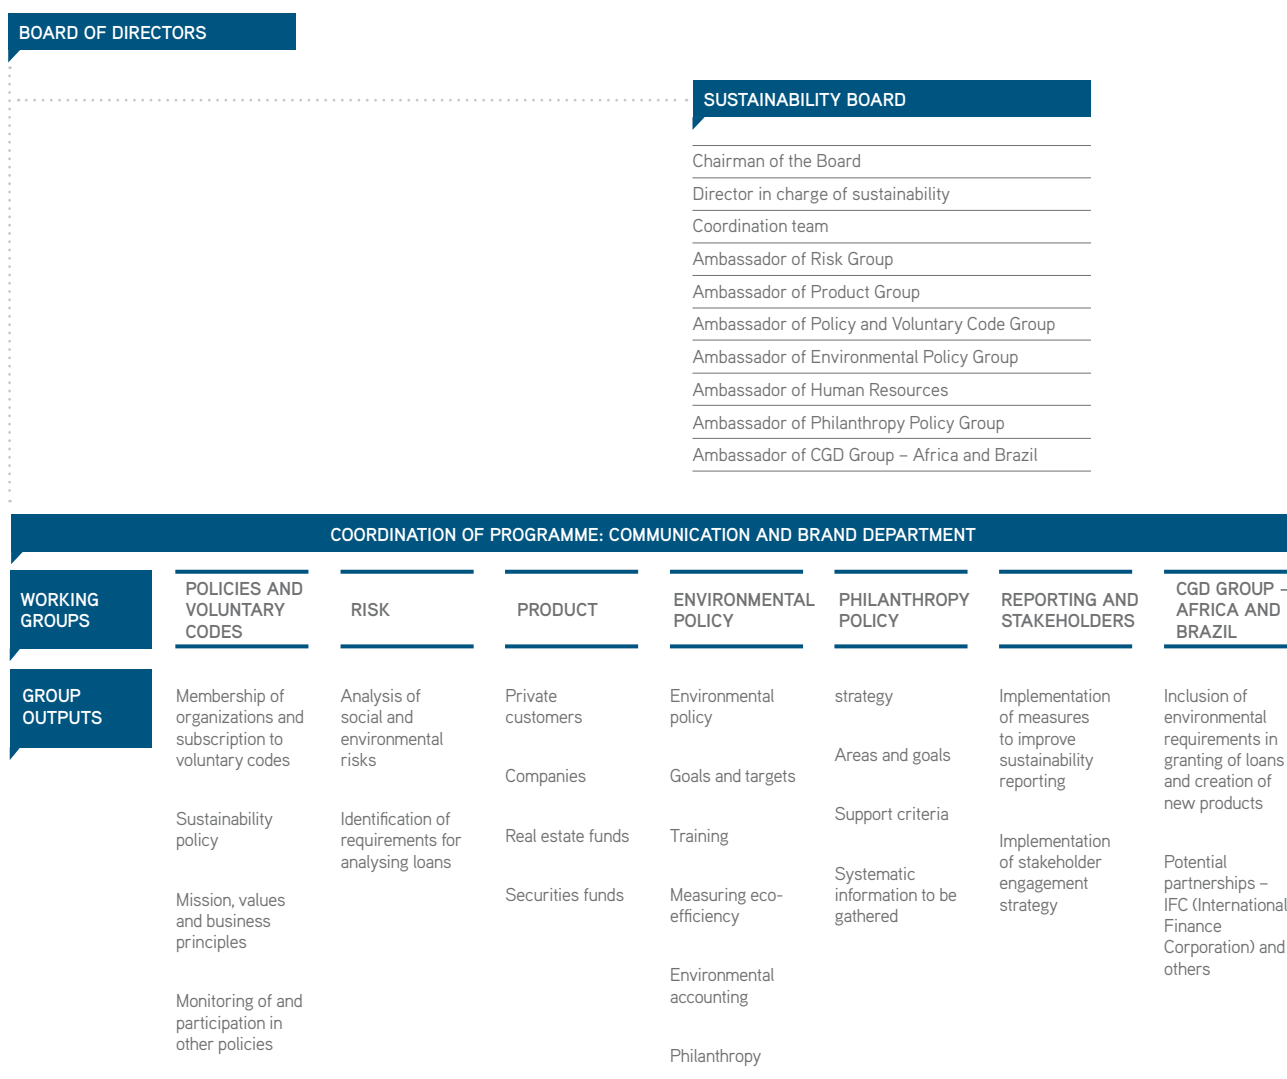 BOARD OF DIRECTORS
SUSTAINABILITY BOARD
Chairman of the Board
Director in charge of sustainability
Coordination team
Ambassador of Risk Group
Ambassador of Product Group
Ambassador of Policy and Voluntary Code Group
Ambassador of Environmental Policy Group
Ambassador of Human Resources
Ambassador of Philanthropy Policy Group
Ambassador of CGD Group – Africa and Brazil
COORDINATION OF PROGRAMME: COMMUNICATION AND BRAND DEPARTMENT
WORKING
GROUPS
POLICIES AND
VOLUNTARY
CODES
RISK
PRODUCT
ENVIRONMENTAL
POLICY
PHILANTHROPY
POLICY
REPORTING AND
STAKEHOLDERS
CGD GROUP –
AFRICA AND
BRAZIL
GROUP
OUTPUTS
Membership of
organizations and
subscription to
voluntary codes
Sustainability
policy
Mission, values
and business
principles
Monitoring of and
participation in
other policies
Analysis of
social and
environmental
risks
Identification of
requirements for
analysing loans
Private
customers
Companies
Real estate funds
Securities funds
Environmental
policy
Goals and targets
Training
Measuring eco-
efficiency
Environmental
accounting
Philanthropy
strategy
Areas and goals
Support criteria
Systematic
information to be
gathered
Implementation
of measures
to improve
sustainability
reporting
Implementation
of stakeholder
engagement
strategy
Inclusion of
environmental
requirements in
granting of loans
and creation of
new products
Potential
partnerships –
IFC (International
Finance
Corporation) and
others